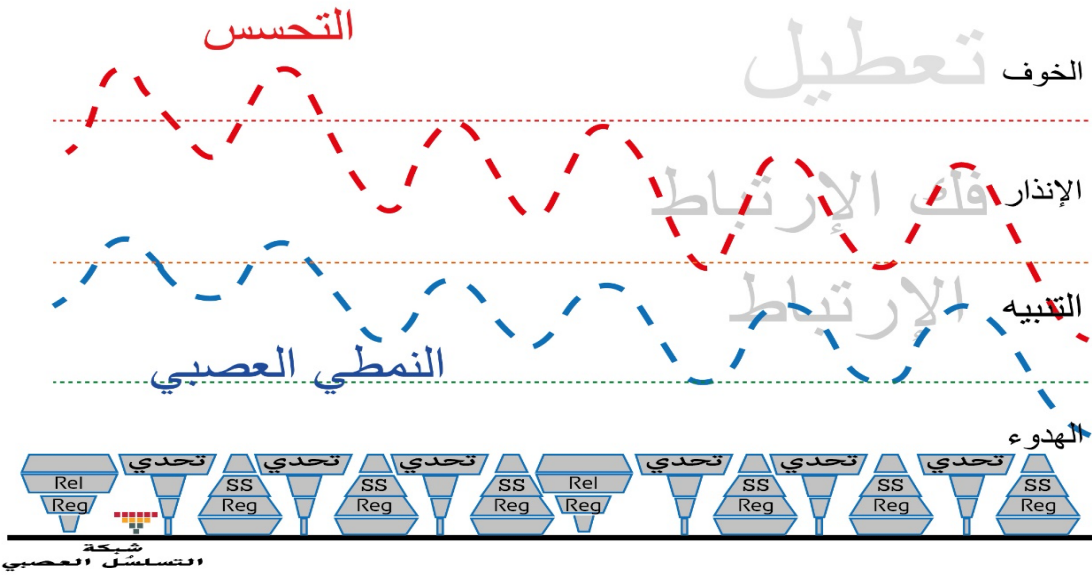 التحسس
تعطيل
الخوف
فك الإرتباط
الإنذار
الإرتباط
التنبيه
النمطي العصبي
الهدوء
Rel
Reg
تحدي
SS
Reg
تحدي
SS
Reg
تحدي
SS
Reg
Rel
Reg
تحدي
SS
Reg
تحدي
SS
Reg
تحدي
SS
Reg
شبكة
التسلسل العصبي